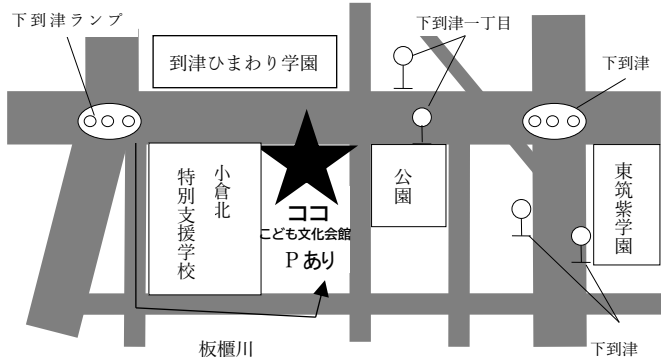 下到津ランプ
下到津一丁目
到津ひまわり学園
下到津
小倉北
特別支援学校
ココ
こども文化会館
Pあり
公園
東筑紫学園
板櫃川
下到津